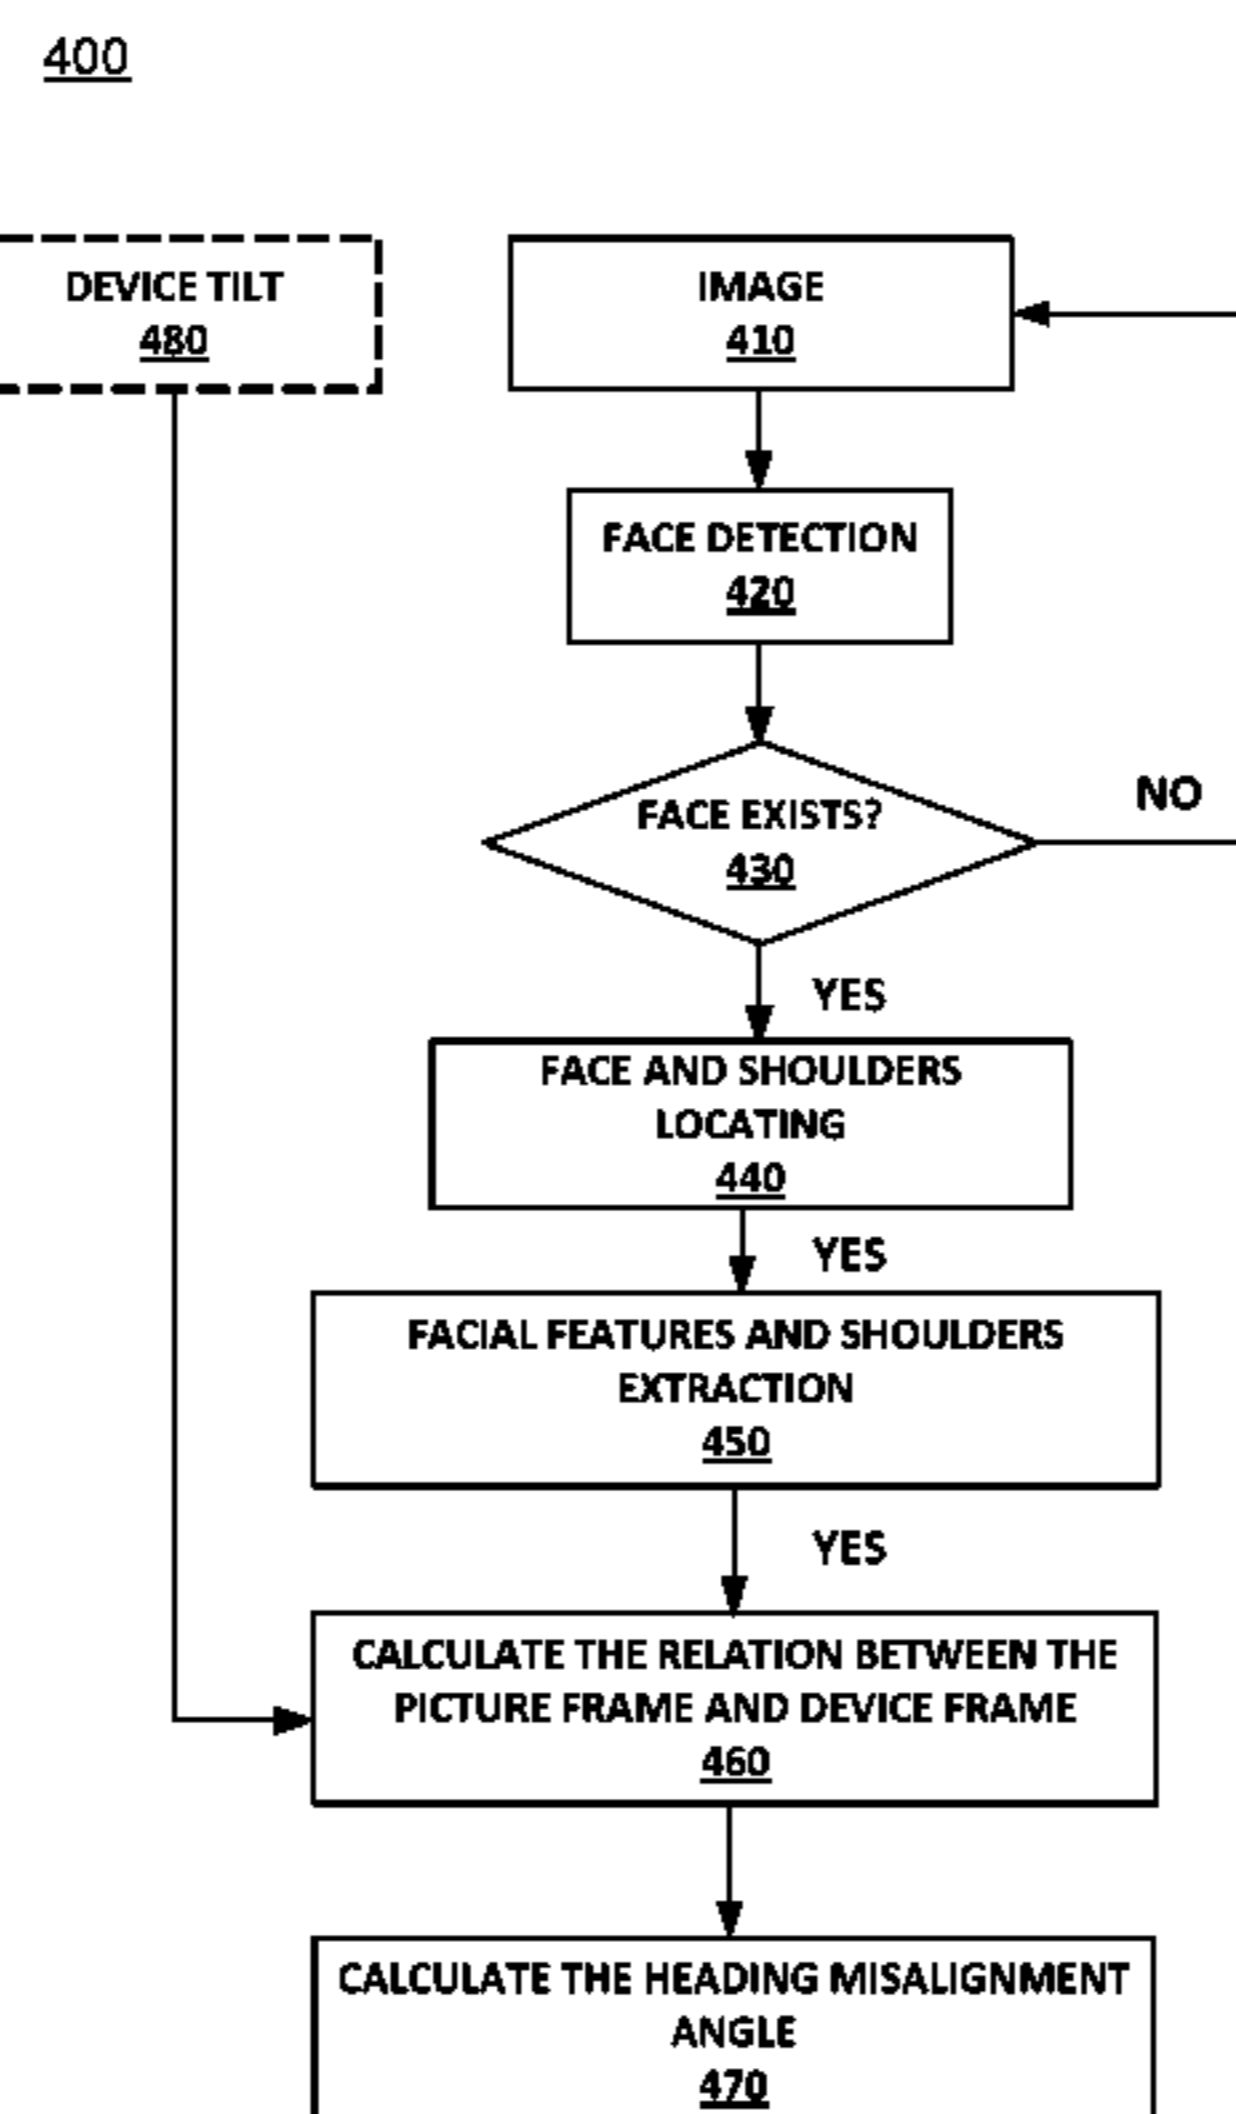 400
DEVICE TILT
480
IMAGE
410
FACE DETECTION
420
FACE EXISTS?
430
NO
YES
FACE AND SHOULDERS
LOCATING
440
YES
FACIAL FEATURES AND SHOULDERS
EXTRACTION
450
YES
CALCULATE THE RELATION BETWEEN THE
PICTURE FRAME AND DEVICE FRAME
460
CALCULATE THE HEADING MISALIGNMENT
ANGLE
470